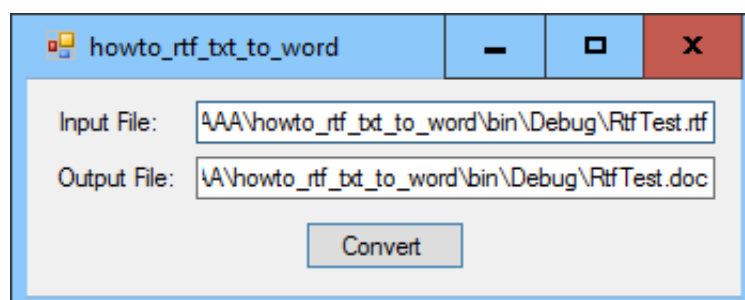 howto_rtf_txt_to_word
Input File: AAA\howto_rtf_txt_to_word\bin\Debug\RtfTest.rtf
Output File: \A\howto_rtf_txt_to_word\bin\Debug\RtfTest.doc
Convert